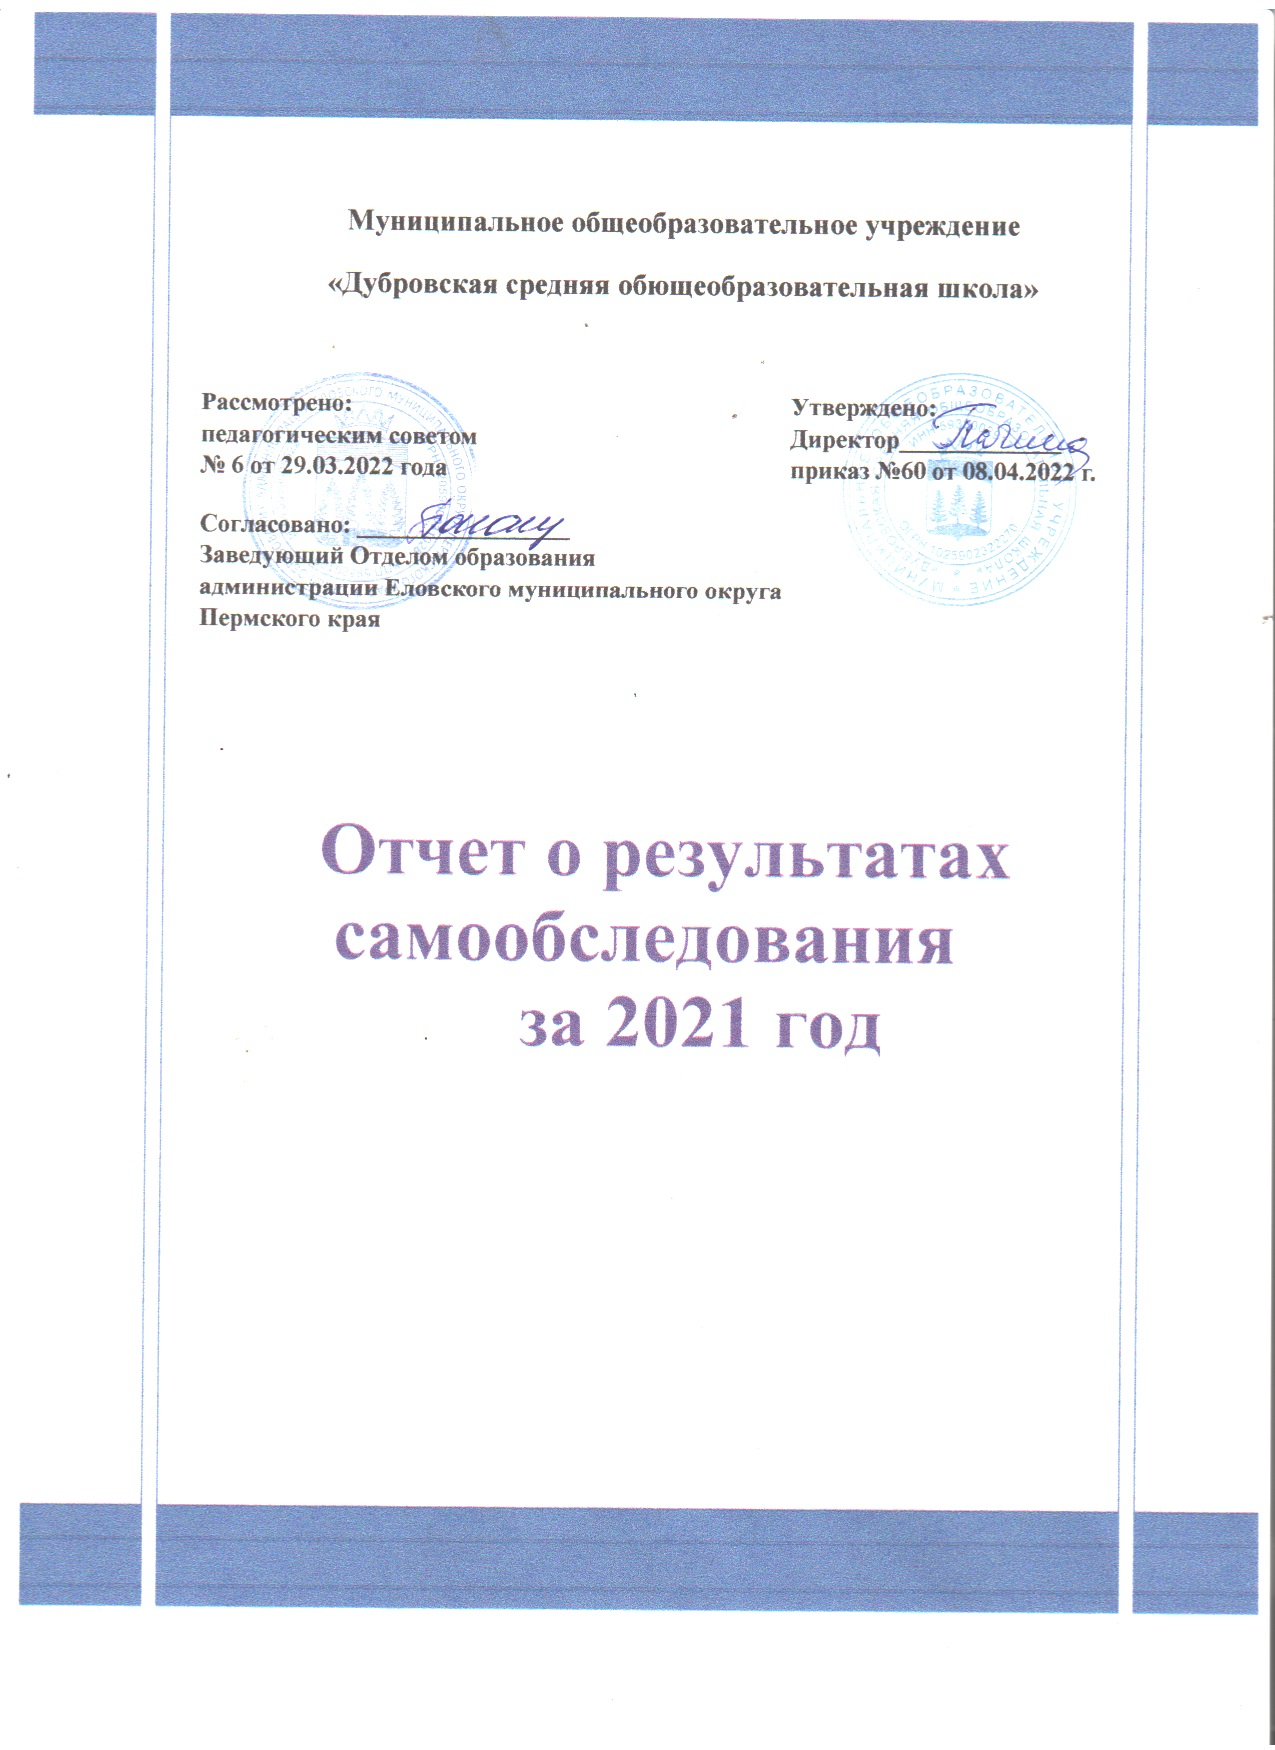 Муниципальное общеобразовательное учреждение
«Дубровская средняя обющеобразовательная школа»
Рассмотрено:
педагогическим советом
№ 6 от 29.03.2022 года
Утверждено:
Директор
приказ №60 от 08.04.2022 г.
Согласовано:
Заведующий Отделом образования
администрации Еловского муниципального округа
Пермского края
Отчет о результатах
самообследования
за 2021 год